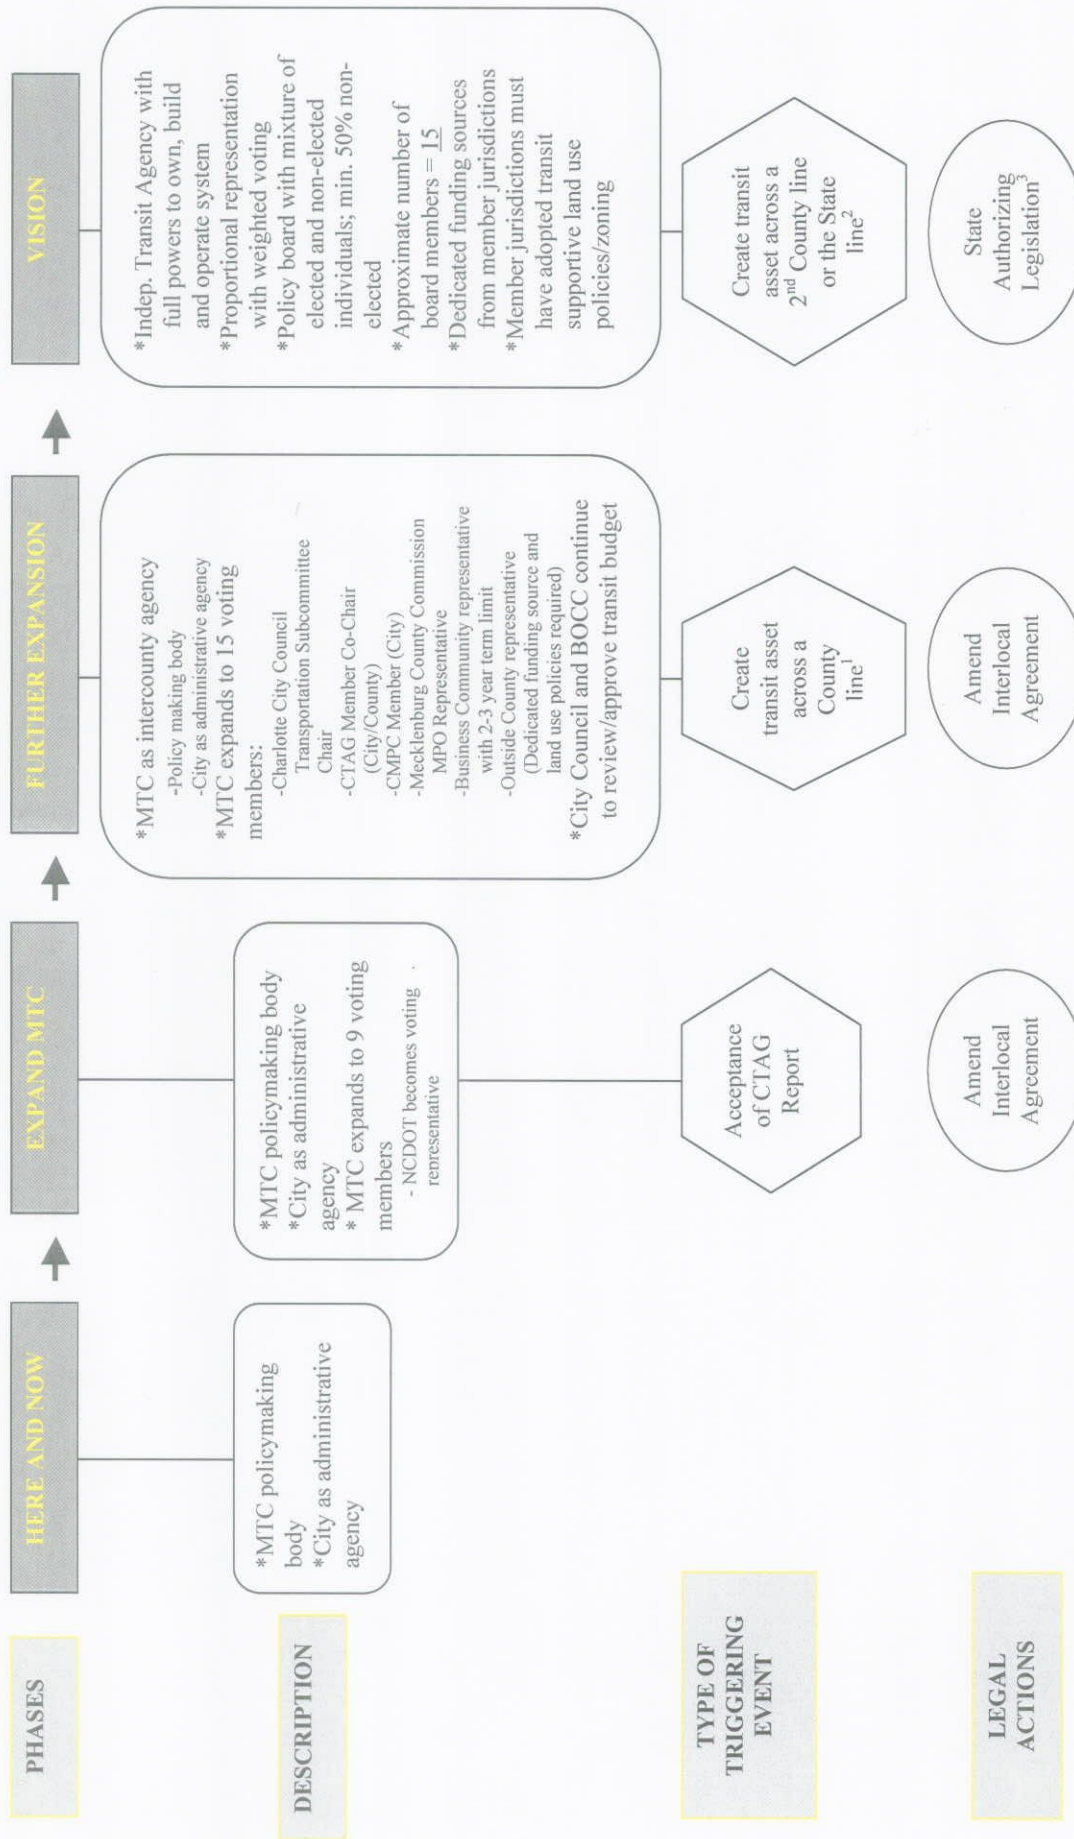 PHASES
HERE AND NOW
EXPAND MTC
FURTHER EXPANSION
VISION
DESCRIPTION
*MTC policymaking
body
*City as administrative
agency
*MTC policymaking body
*City as administrative
agency
* MTC expands to 9 voting
members
- NCDOT becomes voting
representative
*MTC as intercounty agency
-Policy making body
-City as administrative agency
*MTC expands to 15 voting
members:
-Charlotte City Council
Transportation Subcommittee
Chair
-CTAG Member Co-Chair
(City/County)
-CMPC Member (City)
-Mecklenburg County Commission
MPO Representative
-Business Community representative
with 2-3 year term limit
-Outside County representative
(Dedicated funding source and
land use policies required)
*City Council and BOCC continue
to review/approve transit budget
*Indep. Transit Agency with
full powers to own, build
and operate system
*Proportional representation
with weighted voting
*Policy board with mixture of
elected and non-elected
individuals; min. 50% non-
elected
*Approximate number of
board members = 15
*Dedicated funding sources
from member jurisdictions
*Member jurisdictions must
have adopted transit
supportive land use
policies/zoning
TYPE OF
TRIGGERING
EVENT
Acceptance
of CTAG
Report
Create
transit asset
across a
County
line¹
Create transit
asset across a
2nd County line
or the State
line²
LEGAL
ACTIONS
Amend
Interlocal
Agreement
Amend
Interlocal
Agreement
State
Authorizing
Legislation³